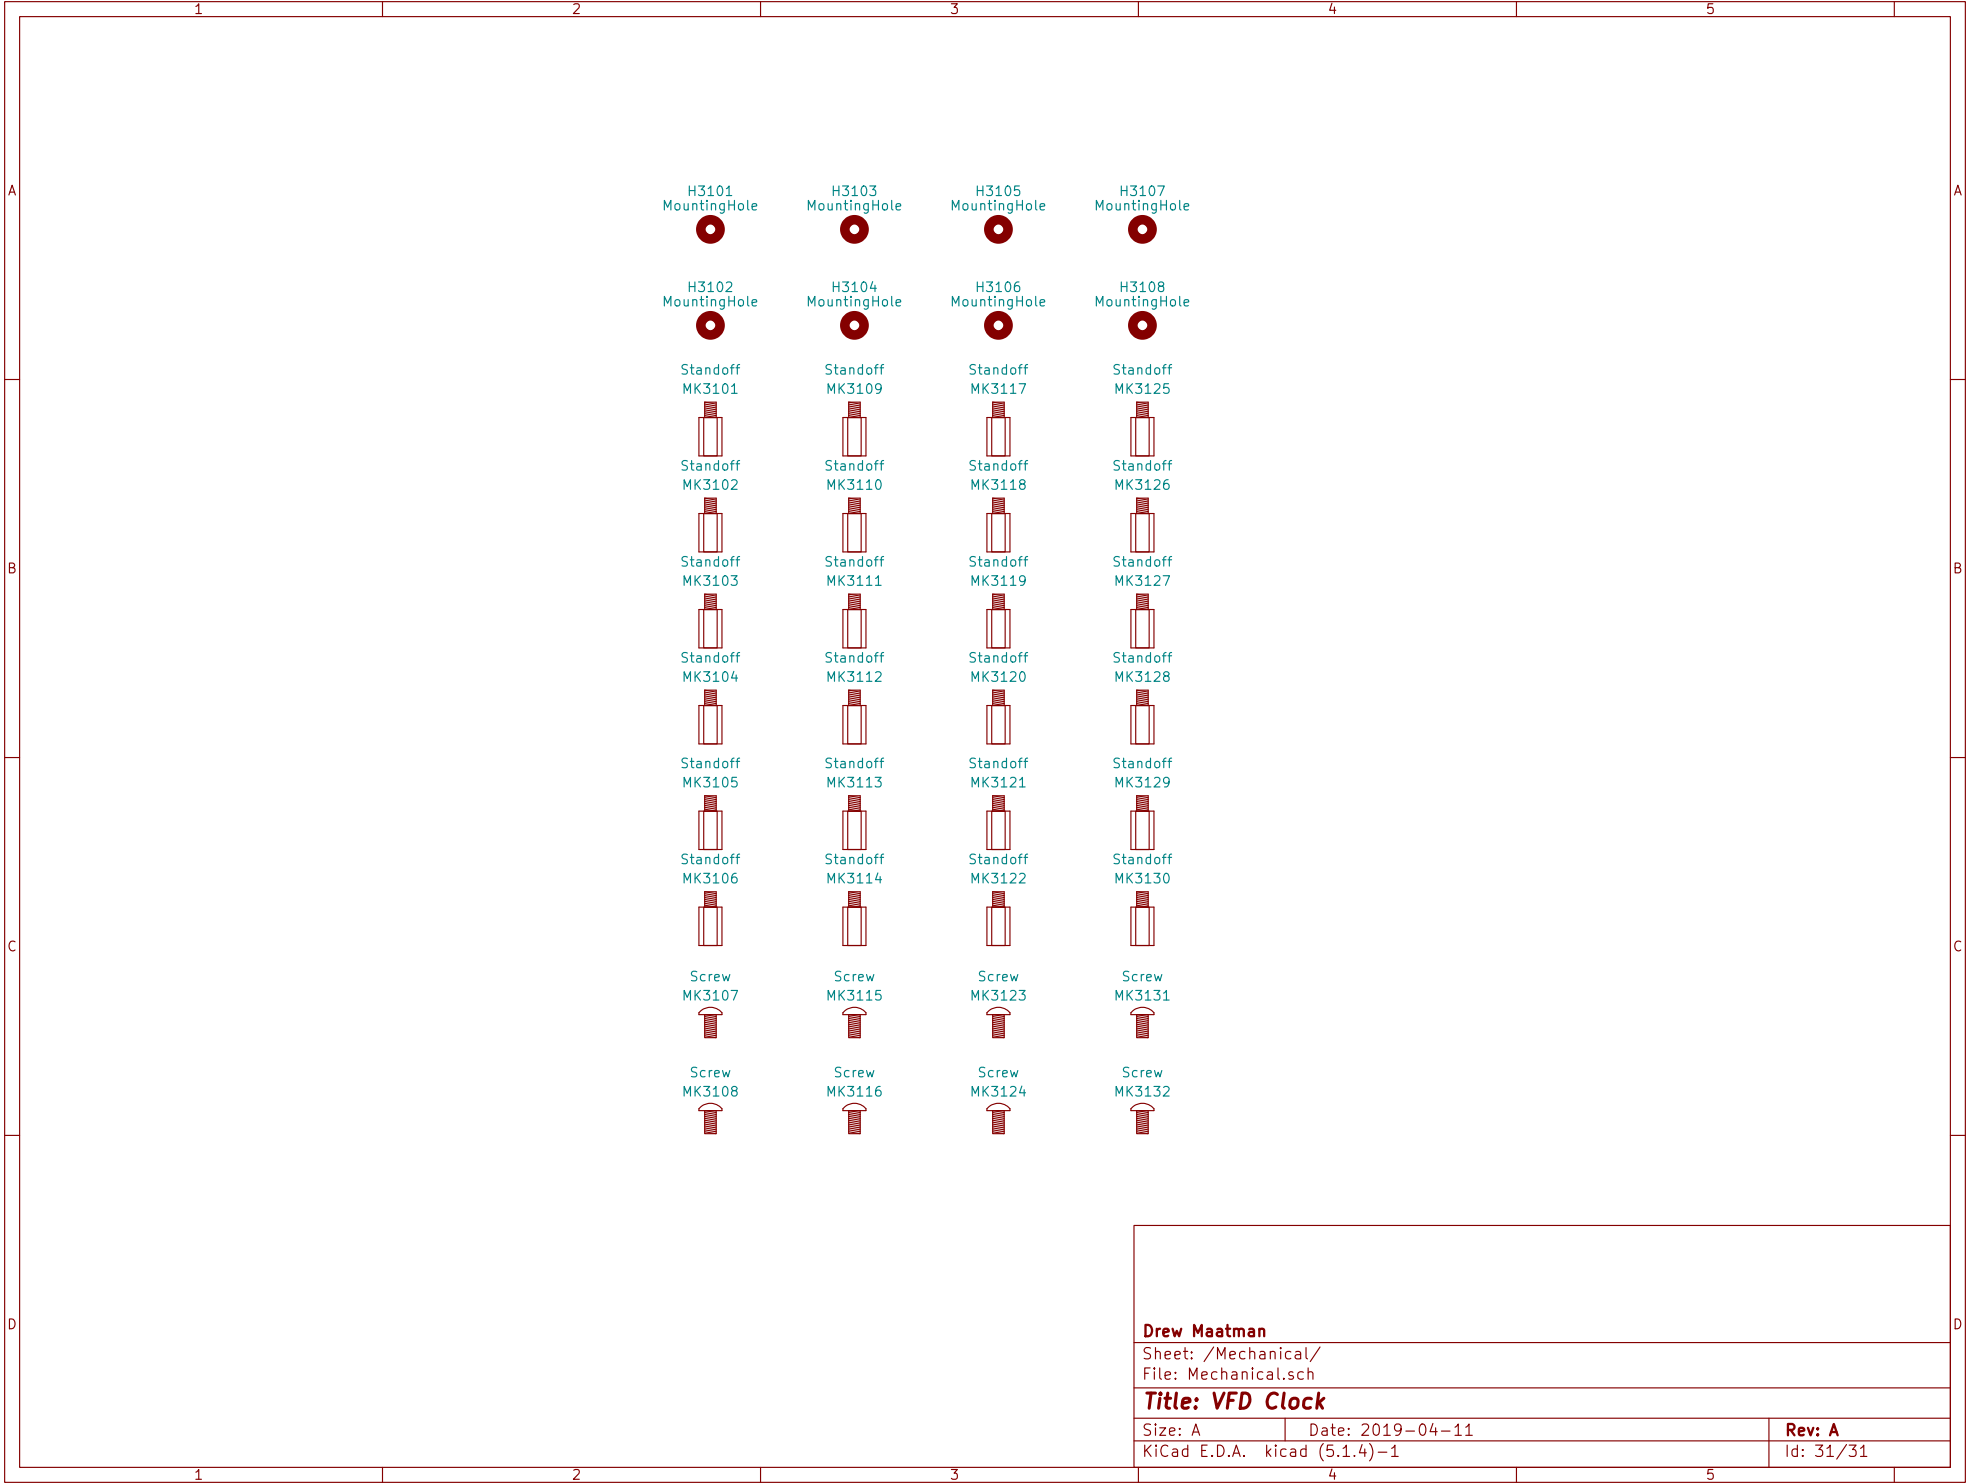 1 2 3 4 5
A A
H3101 H3103 H3105 H3107
MountingHole MountingHole MountingHole MountingHole
H3102 H3104 H3106 H3108
MountingHole MountingHole MountingHole MountingHole
Standoff Standoff Standoff Standoff
MK3101 MK3109 MK3117 MK3125
Standoff Standoff Standoff Standoff
MK3102 MK3110 MK3118 MK3126
Standoff Standoff Standoff Standoff
B B
MK3103 MK3111 MK3119 MK3127
Standoff Standoff Standoff Standoff
MK3104 MK3112 MK3120 MK3128
Standoff Standoff Standoff Standoff
MK3105 MK3113 MK3121 MK3129
Standoff Standoff Standoff Standoff
MK3106 MK3114 MK3122 MK3130
C C
Screw Screw Screw Screw
MK3107 MK3115 MK3123 MK3131
Screw Screw Screw Screw
MK3108 MK3116 MK3124 MK3132
D D
Drew Maatman
Sheet: /Mechanical/
File: Mechanical.sch
Title: VFD Clock
Size: A Date: 2019-04-11 Rev: A
KiCad E.D.A. kicad (5.1.4)-1 Id: 31/31
1 2 3 4 5